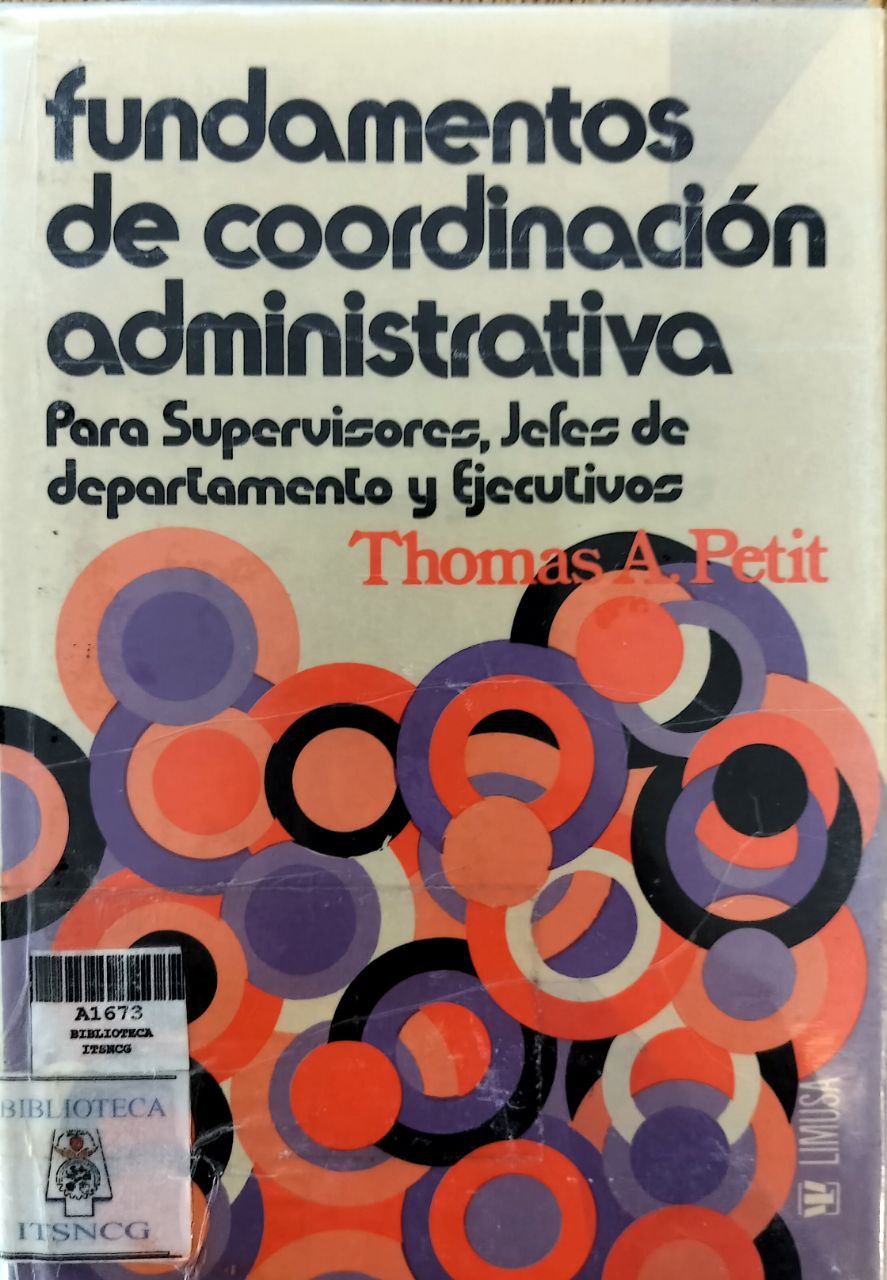 fundamentos
de coordinación
administrativa
Para Supervisores, Jefes de
departamento y Ejecutivos
Thomas A. Petit
A1673
BIBLIOTECA
ITSNCG
BIBLIOTECA
ITSNCG
LIMUSA